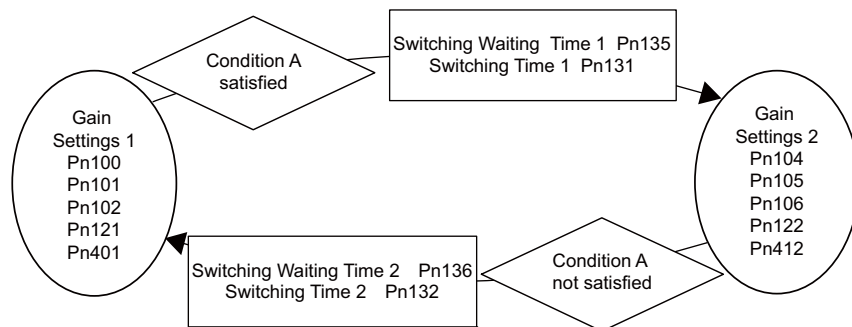 Condition A
satisfied
Switching Waiting Time 1 Pn135
Switching Time 1 Pn131
Gain
Settings 1
Pn100
Pn101
Pn102
Pn121
Pn401
Gain
Settings 2
Pn104
Pn105
Pn106
Pn122
Pn412
Switching Waiting Time 2 Pn136
Switching Time 2 Pn132
Condition A
not satisfied